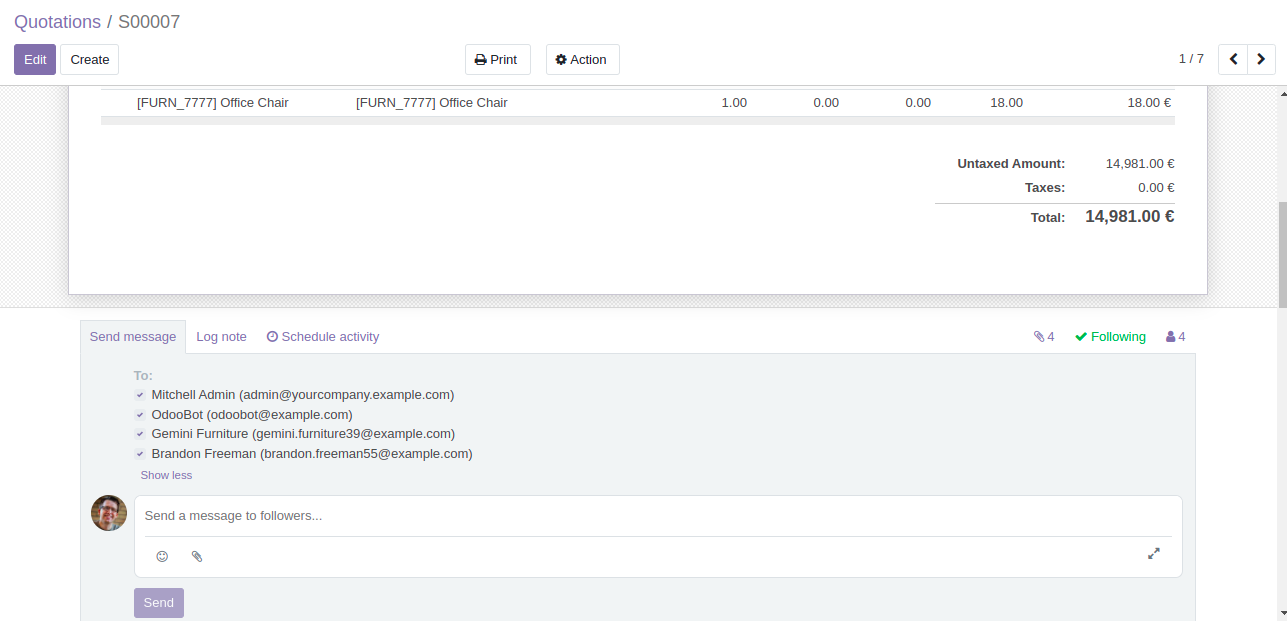 Quotations / S00007
Edit Create Print Action 1 / 7
[FURN_7777] Office Chair [FURN_7777] Office Chair 1.00 0.00 0.00 18.00 18.00 €
Untaxed Amount: 14,981.00 €
Taxes: 0.00 €
Total: 14,981.00 €
Send message Log note Schedule activity 4 Following 4
To:
Mitchell Admin (admin@yourcompany.example.com)
OdooBot (odoobot@example.com)
Gemini Furniture (gemini.furniture39@example.com)
Brandon Freeman (brandon.freeman55@example.com)
Show less
Send a message to followers...
Send